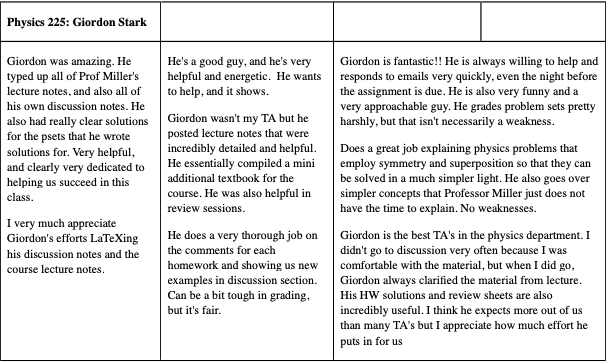 Physics 225: Giordon Stark
Giordon was amazing. He
typed up all of Prof Miller's
lecture notes, and also all of
his own discussion notes. He
also had really clear solutions
for the psets that he wrote
solutions for. Very helpful,
and clearly very dedicated to
helping us succeed in this
class.
I very much appreciate
Giordon's efforts LaTeXing
his discussion notes and the
course lecture notes.
He's a good guy, and he's very
helpful and energetic. He wants
to help, and it shows.
Giordon wasn't my TA but he
posted lecture notes that were
incredibly detailed and helpful.
He essentially compiled a mini
additional textbook for the
course. He was also helpful in
review sessions.
He does a very thorough job on
the comments for each
homework and showing us new
examples in discussion section.
Can be a bit tough in grading,
but it's fair.
Giordon is fantastic!! He is always willing to help and
responds to emails very quickly, even the night before
the assignment is due. He is also very funny and a
very approachable guy. He grades problem sets pretty
harshly, but that isn't necessarily a weakness.
Does a great job explaining physics problems that
employ symmetry and superposition so that they can
be solved in a much simpler light. He also goes over
simpler concepts that Professor Miller just does not
have the time to explain. No weaknesses.
Giordon is the best TA's in the physics department. I
didn't go to discussion very often because I was
comfortable with the material, but when I did go,
Giordon always clarified the material from lecture.
His HW solutions and review sheets are also
incredibly useful. I think he expects more out of us
than many TA's but I appreciate how much effort he
puts in for us